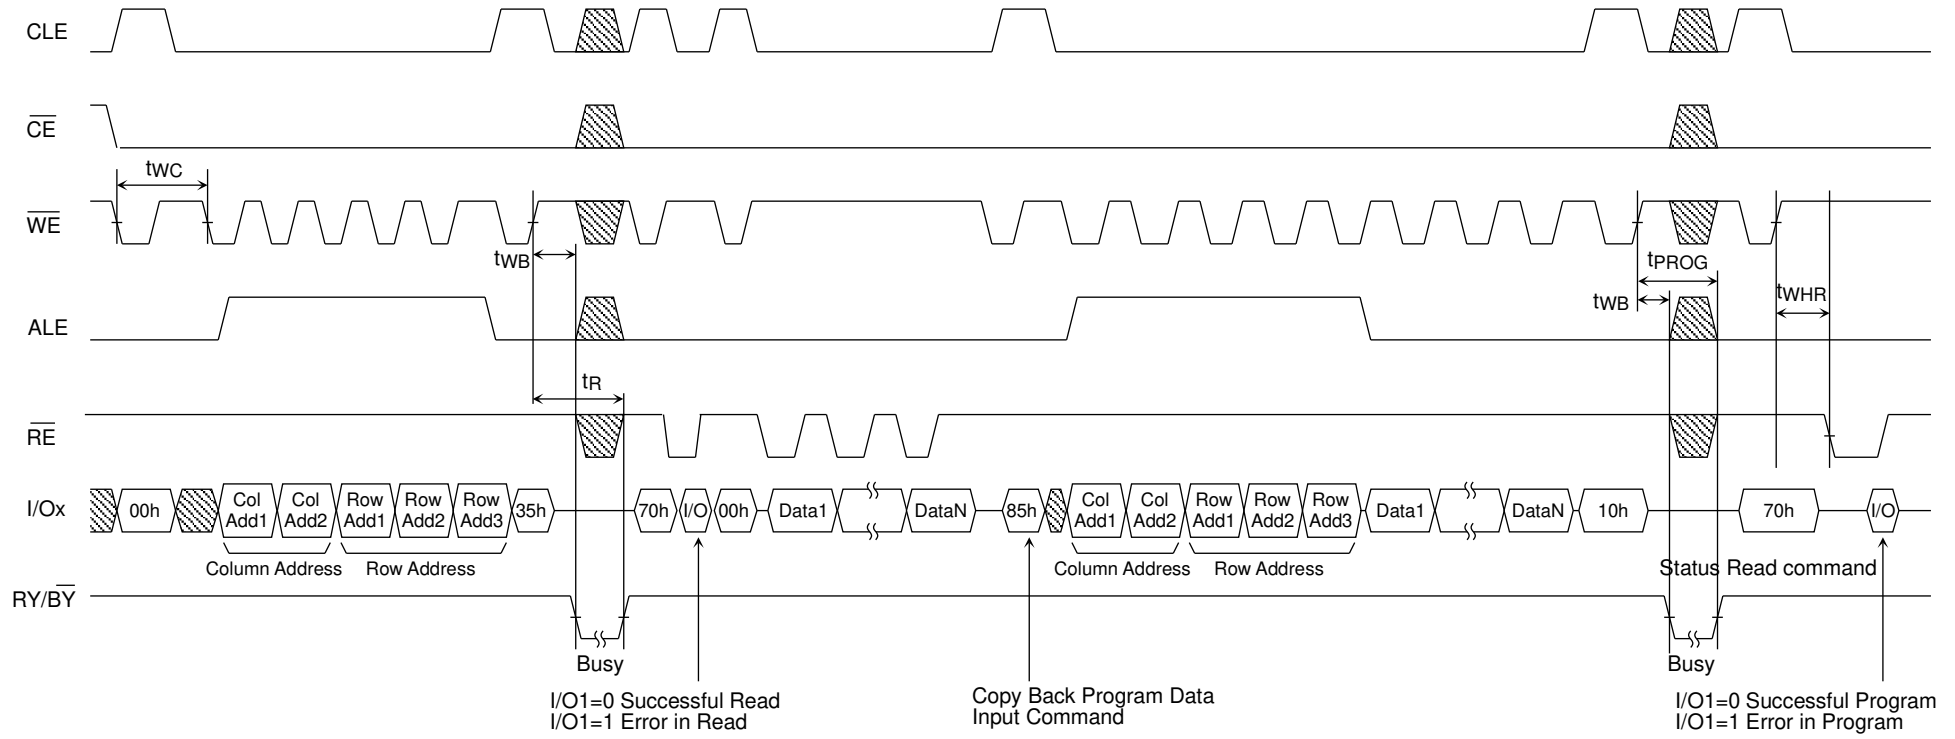 CLE
CE
tWC
WE
tWB
tPROG
tWB
tWHR
ALE
tR
RE
I/Ox
00h
Col Add1
Col Add2
Row Add1
Row Add2
Row Add3
35h
70h
I/O
00h
Data1
DataN
85h
Col Add1
Col Add2
Row Add1
Row Add2
Row Add3
Data1
DataN
10h
70h
I/O
Column Address
Row Address
Column Address
Row Address
Status Read command
RY/BY
Busy
Busy
I/O1=0 Successful Read
I/O1=1 Error in Read
Copy Back Program Data
Input Command
I/O1=0 Successful Program
I/O1=1 Error in Program